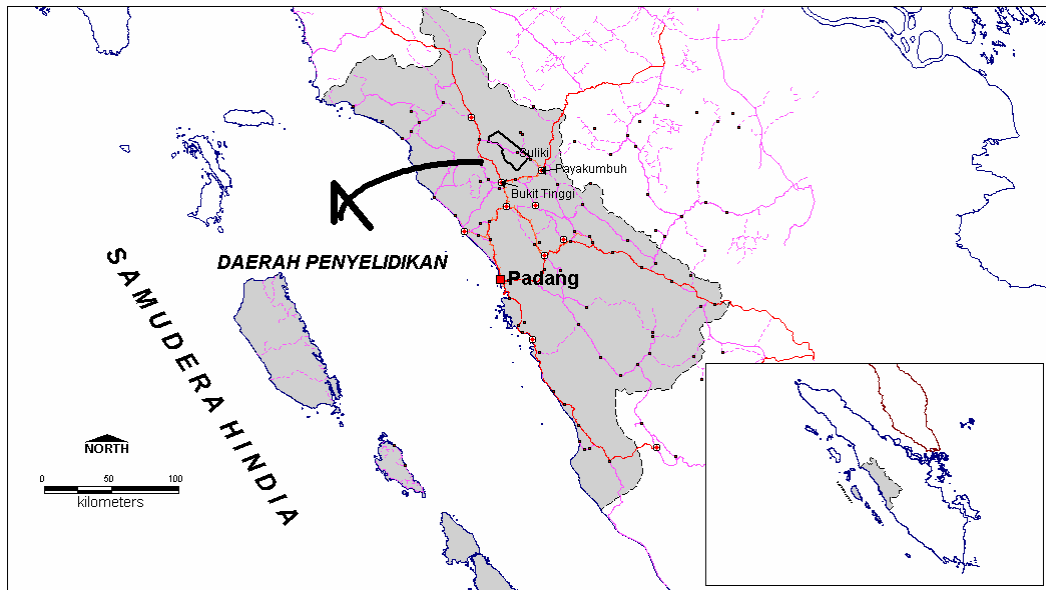 Suliki
Payakumbuh
Bukit Tinggi
DAERAH PENYELIDIKAN
Padang
SAMUDERA HINDIA
NORTH
0 50 100
kilometers